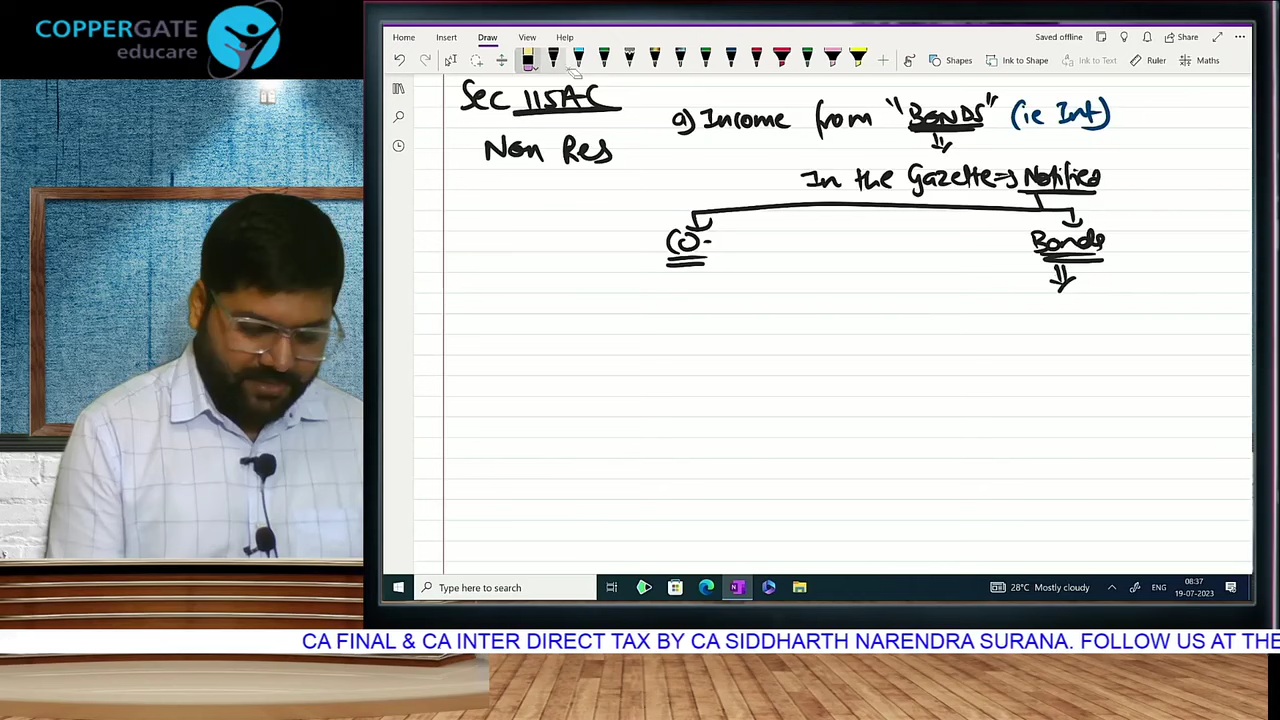 COPPERGATE
educare
Home Insert Draw View Help
Saved offline
Share
Shapes
Ink to Shape
Ink to Text
Ruler
Maths
Sec 115AC
Non Res
a) Income from "BONDS" (ie Int)
In the Gazette => Notified
Co.
Bonds
Type here to search
28°C Mostly cloudy
ENG
08:37
19-07-2023
CA FINAL & CA INTER DIRECT TAX BY CA SIDDHARTH NARENDRA SURANA. FOLLOW US AT THE